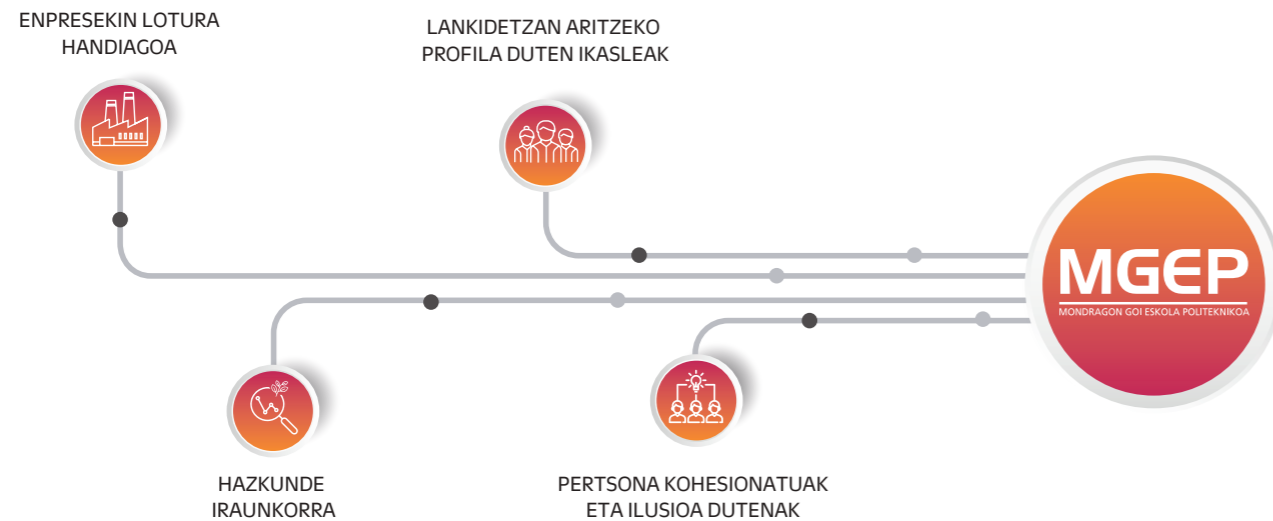 ENPRESEKIN LOTURA
HANDIAGOA
LANKIDETZAN ARITZEKO
PROFILA DUTEN IKASLEAK
MGEP
MONDRAGON GOI ESKOLA POLITEKNIKOA
HAZKUNDE
IRAUNKORRA
PERTSONA KOHESIONATUAK
ETA ILUSIOA DUTENAK